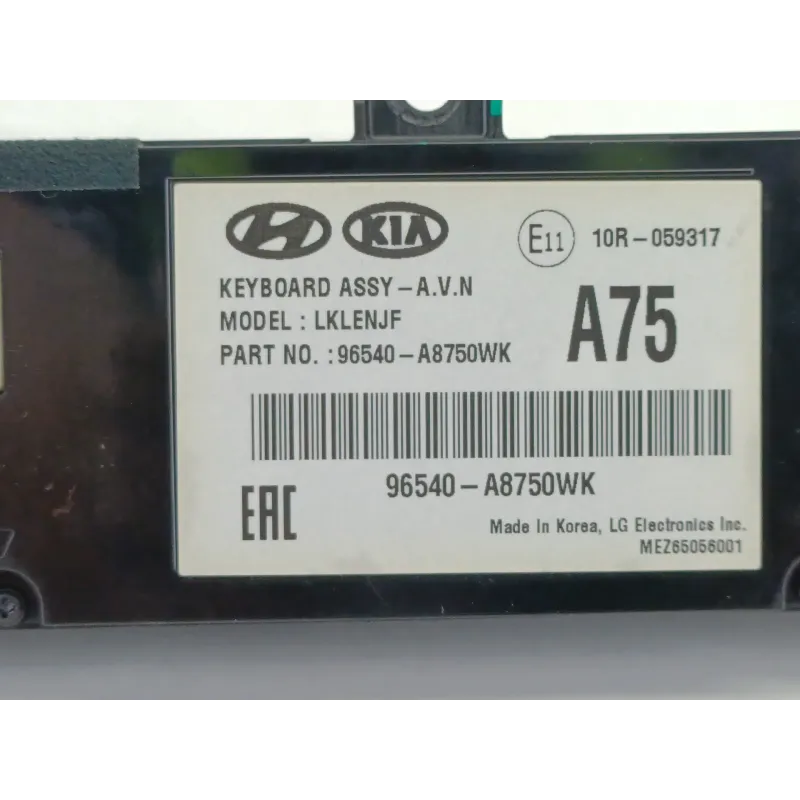 KIA
E11 10R-059317
KEYBOARD ASSY-A.V.N
MODEL : LKLENJF
A75
PART NO. : 96540-A8750WK
96540-A8750WK
EAC
Made In Korea, LG Electronics Inc.
MEZ65056001